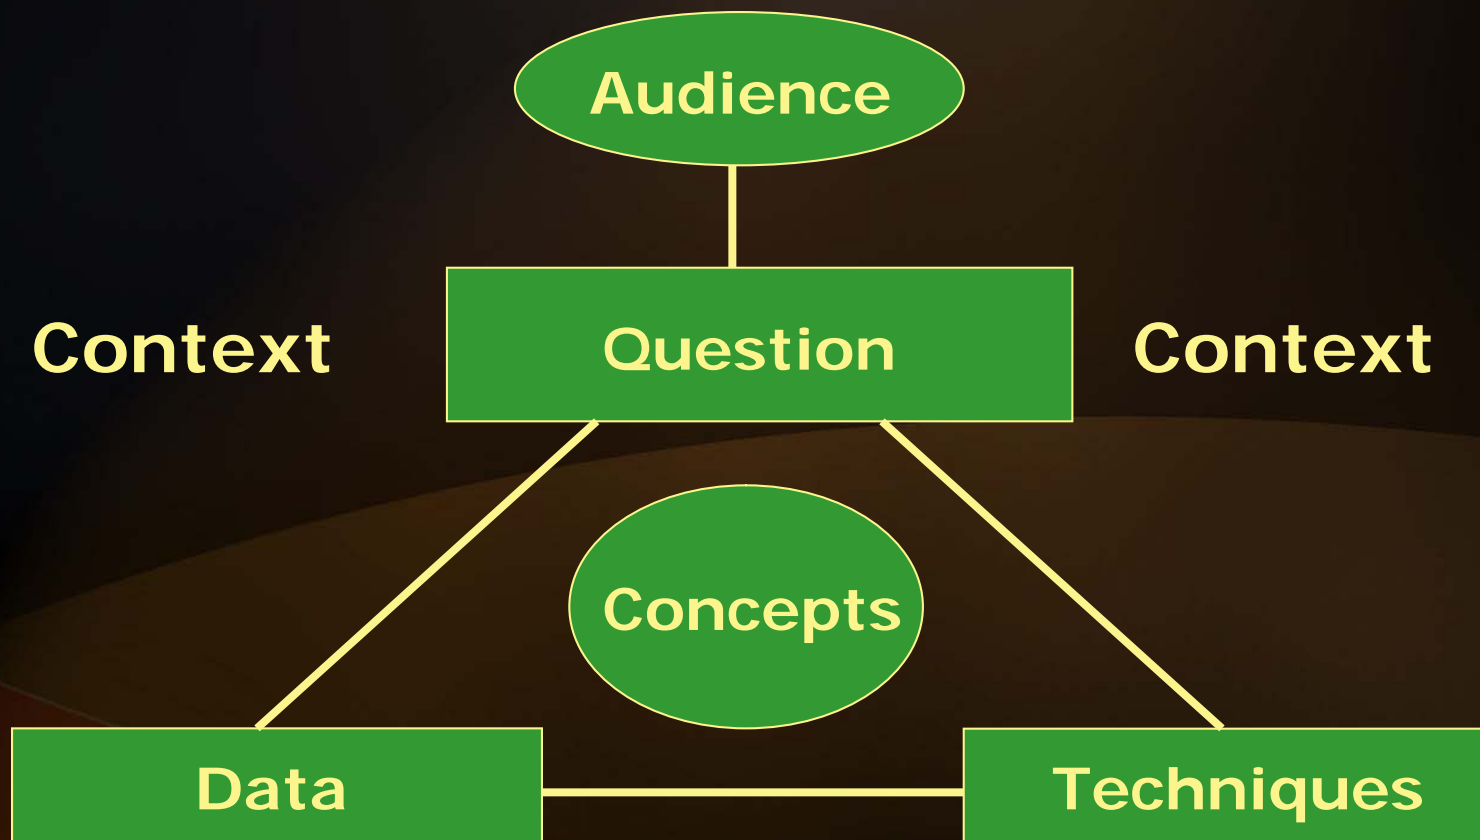 Audience
Context
Question
Context
Concepts
Data
Techniques